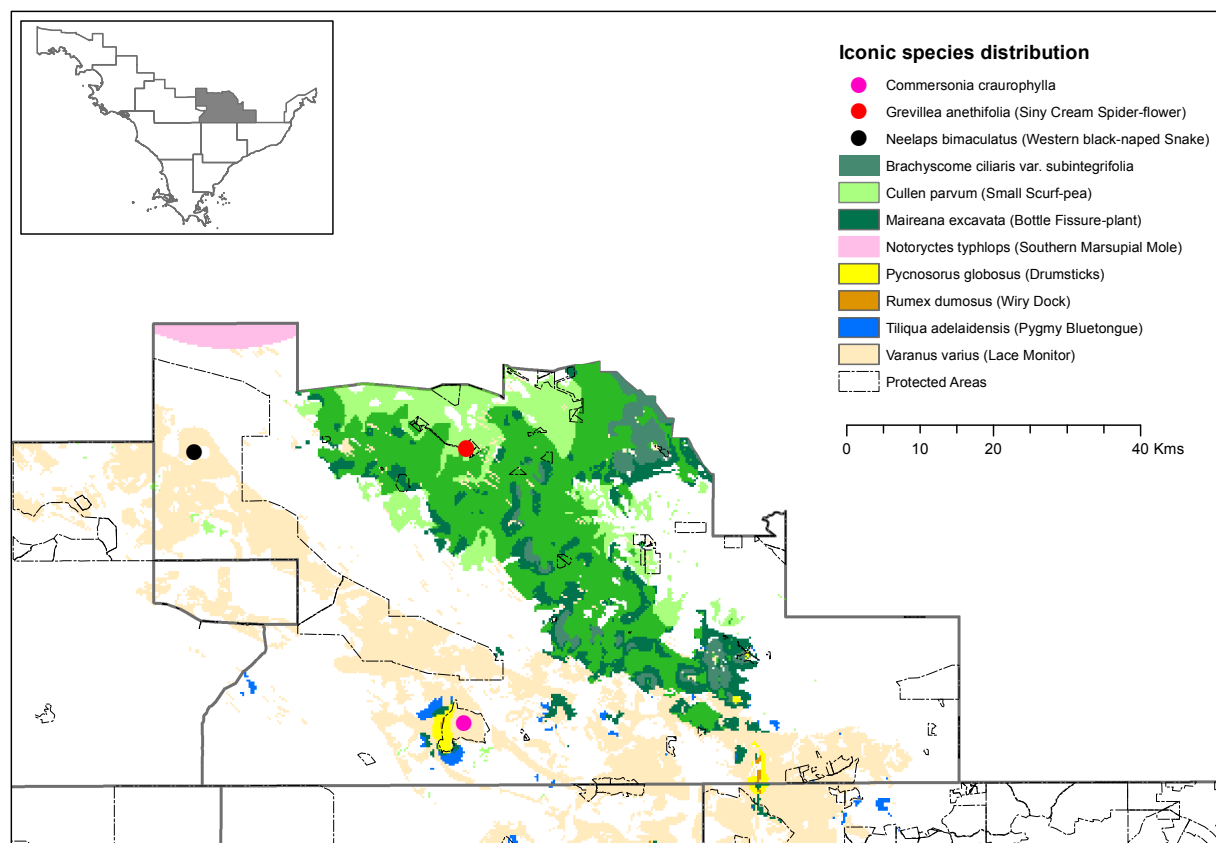 Iconic species distribution
Commersonia craurophylla
Grevillea anethifolia (Siny Cream Spider-flower)
Neelaps bimaculatus (Western black-naped Snake)
Brachyscome ciliaris var. subintegrifolia
Cullen parvum (Small Scurf-pea)
Maireana excavata (Bottle Fissure-plant)
Notoryctes typhlops (Southern Marsupial Mole)
Pycnosorus globosus (Drumsticks)
Rumex dumosus (Wiry Dock)
Tiliqua adelaidensis (Pygmy Bluetongue)
Varanus varius (Lace Monitor)
Protected Areas
0 10 20 40 Kms